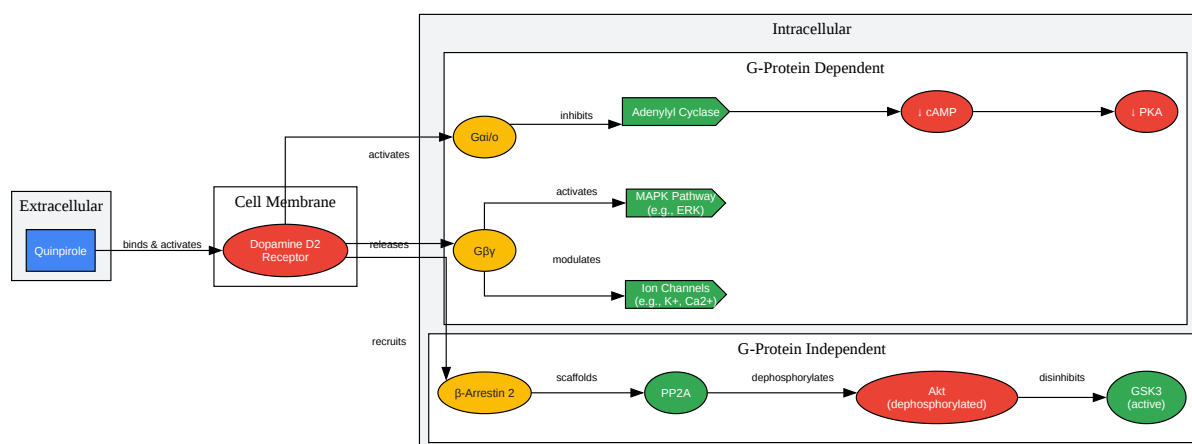 Intracellular
G-Protein Dependent
Adenylyl Cyclase
↓ cAMP
↓ PKA
inhibits
Gαi/o
activates
activates
MAPK Pathway
(e.g., ERK)
Extracellular
Cell Membrane
Quinpirole
binds & activates
Dopamine D2
Receptor
releases
Gβγ
modulates
Ion Channels
(e.g., K+, Ca2+)
recruits
G-Protein Independent
β-Arrestin 2
scaffolds
PP2A
dephosphorylates
Akt
(dephosphorylated)
disinhibits
GSK3
(active)